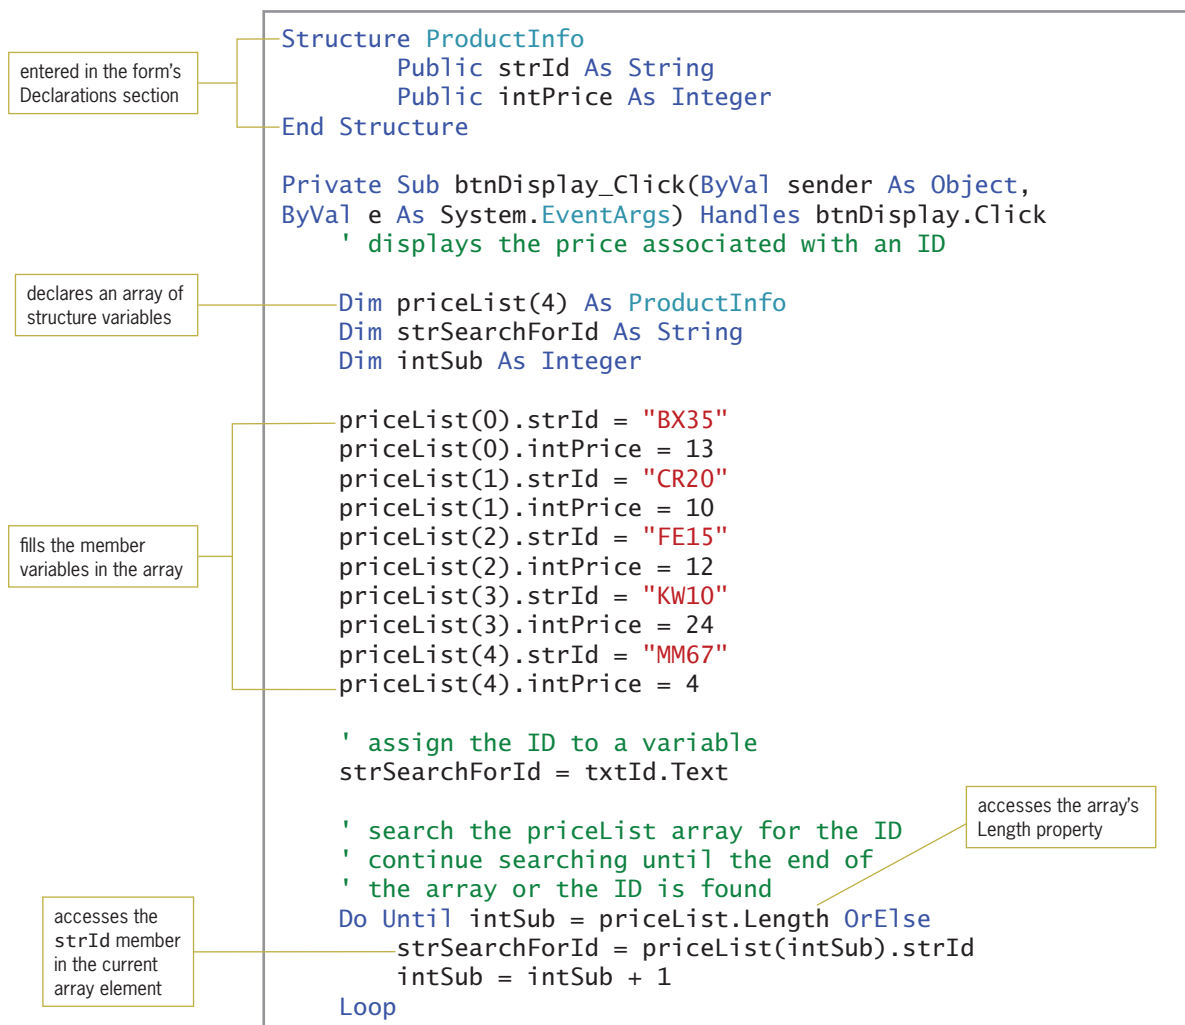 Structure ProductInfo
Public strId As String
Public intPrice As Integer
End Structure
entered in the form's
Declarations section
Private Sub btnDisplay_Click(ByVal sender As Object,
ByVal e As System.EventArgs) Handles btnDisplay.Click
' displays the price associated with an ID
declares an array of
structure variables
Dim priceList(4) As ProductInfo
Dim strSearchForId As String
Dim intSub As Integer
priceList(0).strId = "BX35"
priceList(0).intPrice = 13
priceList(1).strId = "CR20"
priceList(1).intPrice = 10
priceList(2).strId = "FE15"
priceList(2).intPrice = 12
priceList(3).strId = "KW10"
priceList(3).intPrice = 24
priceList(4).strId = "MM67"
priceList(4).intPrice = 4
fills the member
variables in the array
' assign the ID to a variable
strSearchForId = txtId.Text
accesses the array's
Length property
' search the priceList array for the ID
' continue searching until the end of
' the array or the ID is found
Do Until intSub = priceList.Length OrElse
strSearchForId = priceList(intSub).strId
intSub = intSub + 1
Loop
accesses the
strId member
in the current
array element